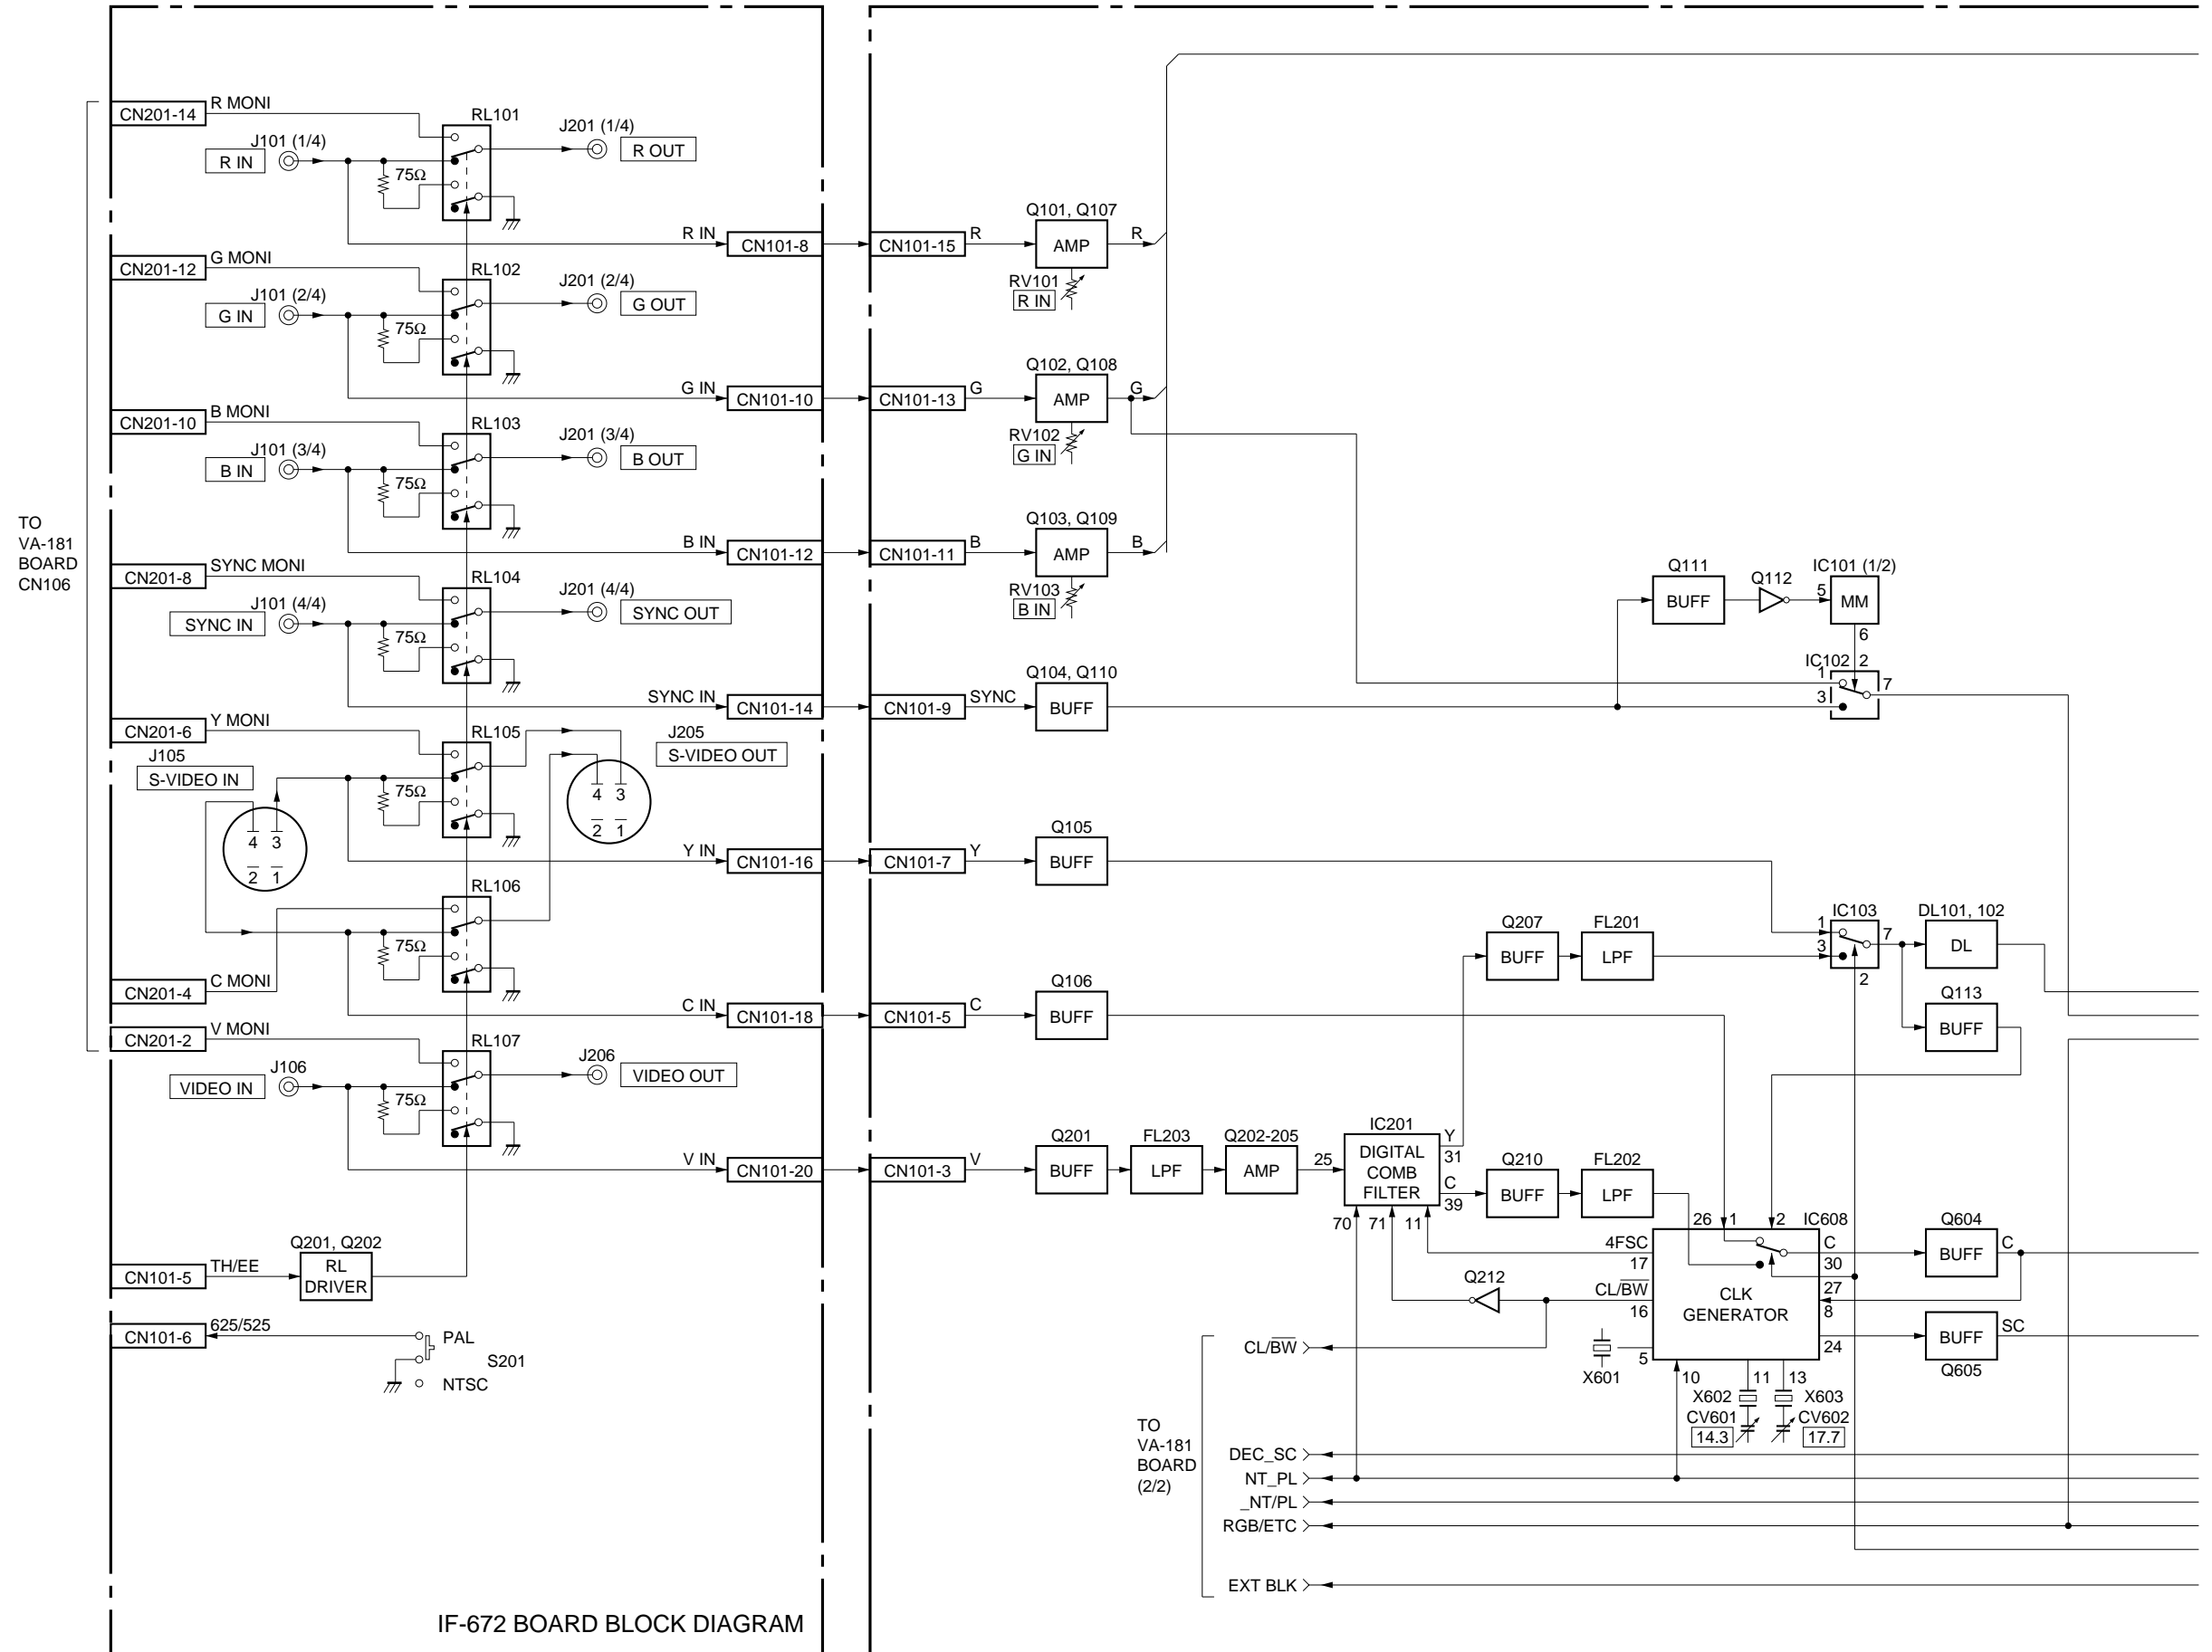 CN201-14
R MONI
RL101
J101 (1/4)
R IN
75Ω
J201 (1/4)
R OUT
R IN
CN101-8
CN201-12
G MONI
RL102
J101 (2/4)
G IN
75Ω
J201 (2/4)
G OUT
G IN
CN101-10
CN201-10
B MONI
RL103
J101 (3/4)
B IN
75Ω
J201 (3/4)
B OUT
B IN
CN101-12
TO
VA-181
BOARD
CN106
CN201-8
SYNC MONI
RL104
J101 (4/4)
SYNC IN
75Ω
J201 (4/4)
SYNC OUT
SYNC IN
CN101-14
CN201-6
Y MONI
RL105
J105
S-VIDEO IN
75Ω
4 3
2 1
J205
S-VIDEO OUT
4 3
2 1
Y IN
CN101-16
RL106
75Ω
CN201-4
C MONI
C IN
CN101-18
CN201-2
V MONI
RL107
J106
VIDEO IN
75Ω
J206
VIDEO OUT
V IN
CN101-20
CN101-5
TH/EE
Q201, Q202
RL
DRIVER
CN101-6
625/525
PAL
S201
NTSC
IF-672 BOARD BLOCK DIAGRAM
CN101-15
R
Q101, Q107
AMP
R
RV101
R IN
CN101-13
G
Q102, Q108
AMP
G
RV102
G IN
CN101-11
B
Q103, Q109
AMP
B
RV103
B IN
CN101-9
SYNC
Q104, Q110
BUFF
Q111
BUFF
Q112
IC101 (1/2)
5
MM
6
IC102
2
1
3
7
CN101-7
Y
Q105
BUFF
CN101-5
C
Q106
BUFF
Q207
BUFF
FL201
LPF
IC103
1
3
7
2
DL101, 102
DL
Q113
BUFF
CN101-3
V
Q201
BUFF
FL203
LPF
Q202-205
AMP
25
IC201
DIGITAL
COMB
FILTER
Y
31
C
39
70
71
11
Q210
BUFF
FL202
LPF
26
1
2
IC608
4FSC
17
CL/BW
16
5
CLK
GENERATOR
C
30
27
8
24
Q604
BUFF
C
BUFF
SC
Q605
Q212
X601
10
11
13
X602
CV601
14.3
X603
CV602
17.7
TO
VA-181
BOARD
(2/2)
CL/BW
DEC_SC
NT_PL
_NT/PL
RGB/ETC
EXT BLK